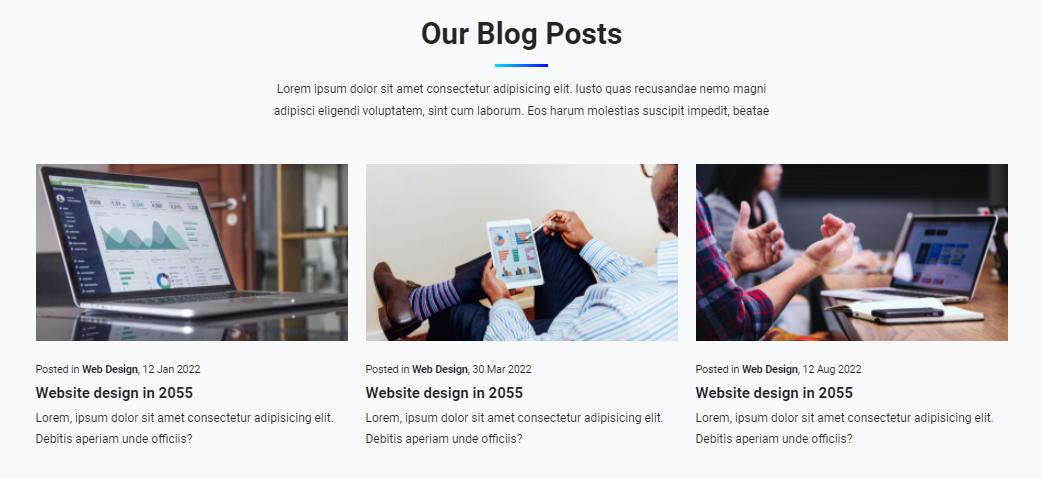 Our Blog Posts
Lorem ipsum dolor sit amet consectetur adipisicing elit. Iusto quas recusandae nemo magni
adipisci eligendi voluptatem, sint cum laborum. Eos harum molestias suscipit impedit, beatae
Posted in Web Design, 12 Jan 2022
Website design in 2055
Lorem, ipsum dolor sit amet consectetur adipisicing elit.
Debitis aperiam unde officiis?
Posted in Web Design, 30 Mar 2022
Website design in 2055
Lorem, ipsum dolor sit amet consectetur adipisicing elit.
Debitis aperiam unde officiis?
Posted in Web Design, 12 Aug 2022
Website design in 2055
Lorem, ipsum dolor sit amet consectetur adipisicing elit.
Debitis aperiam unde officiis?